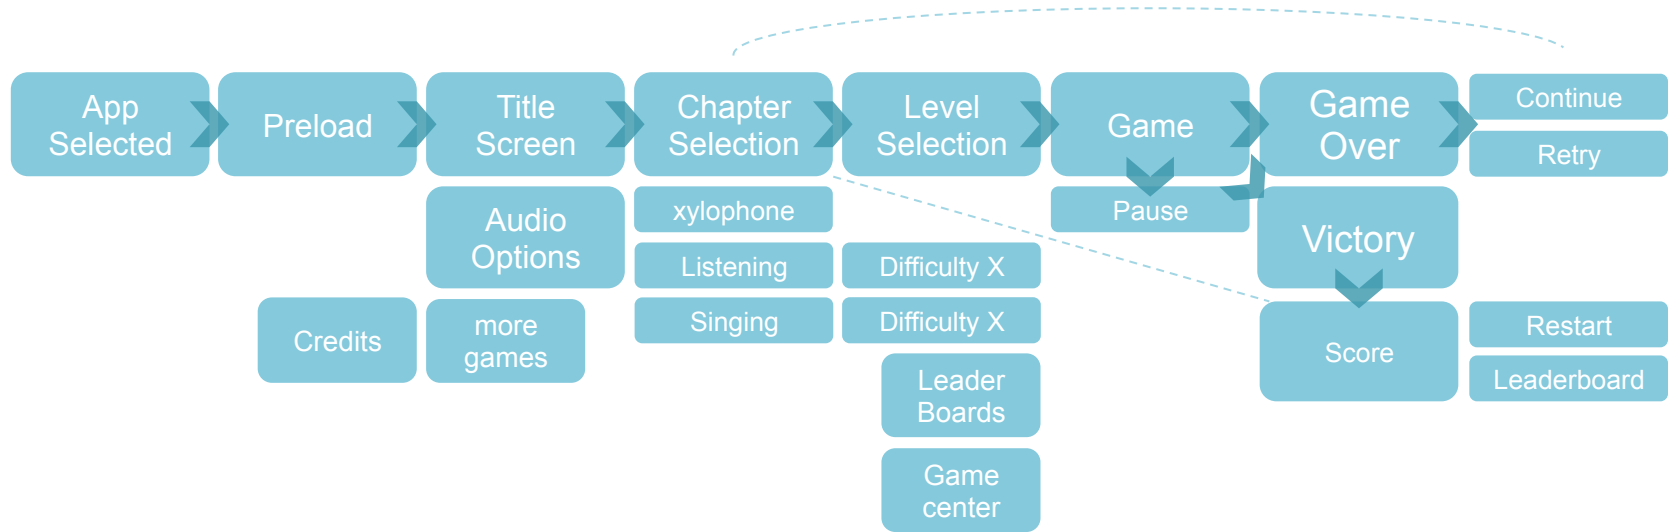 App
Selected
Preload
Title
Screen
Chapter
Selection
Level
Selection
Game
Game
Over
Continue
Retry
Audio
Options
xylophone
Pause
Victory
Listening
Difficulty X
Singing
Difficulty X
Credits
more
games
Score
Restart
Leaderboard
Leader
Boards
Game
center